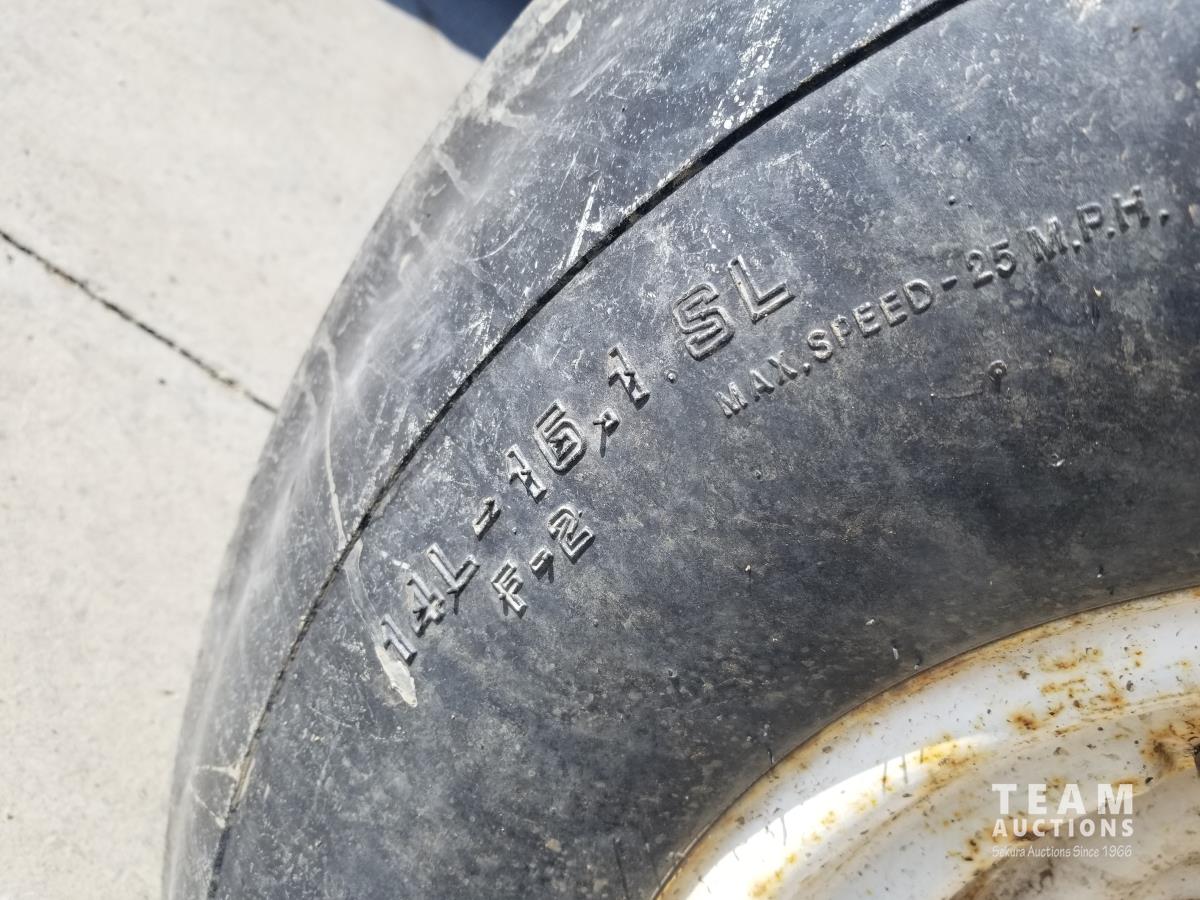 14L-16.1 SL
F-2
MAX. SPEED-25 M.P.H.
TEAM
AUCTIONS
Sekura Auctions Since 1966